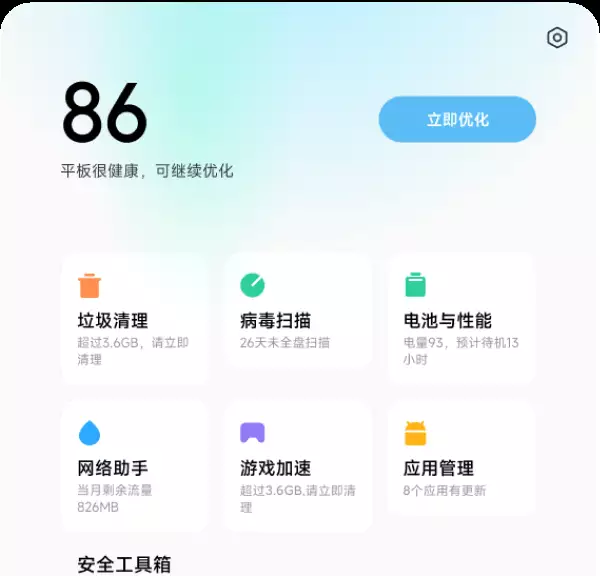 86
立即优化
平板很健康，可继续优化
垃圾清理
超过3.6GB，请立即
清理
病毒扫描
26天未全盘扫描
电池与性能
电量93，预计待机13
小时
网络助手
当月剩余流量
826MB
游戏加速
超过3.6GB,请立即清
理
应用管理
8个应用有更新
安全工具箱